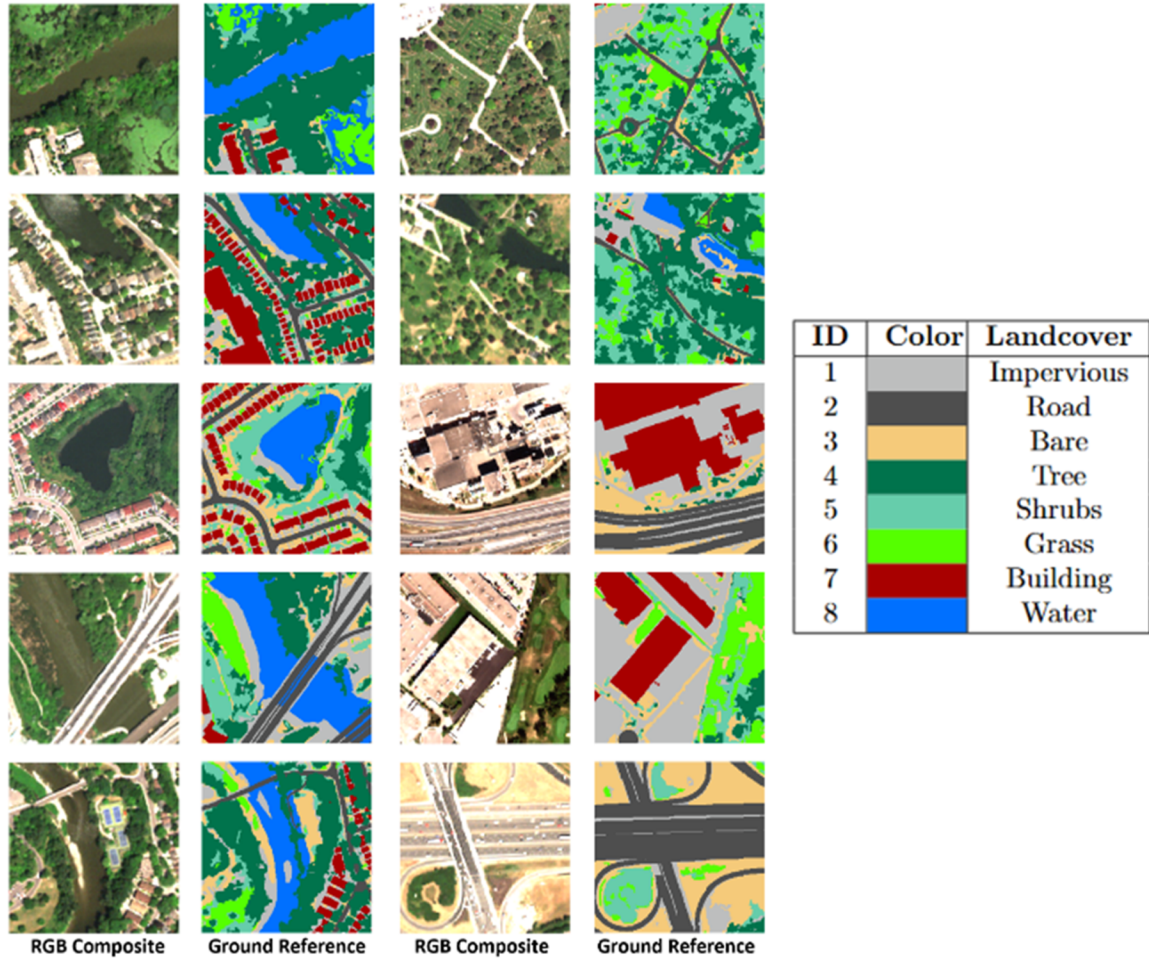 ID Color Landcover
1 Impervious
2 Road
3 Bare
4 Tree
5 Shrubs
6 Grass
7 Building
8 Water
RGB Composite Ground Reference RGB Composite Ground Reference